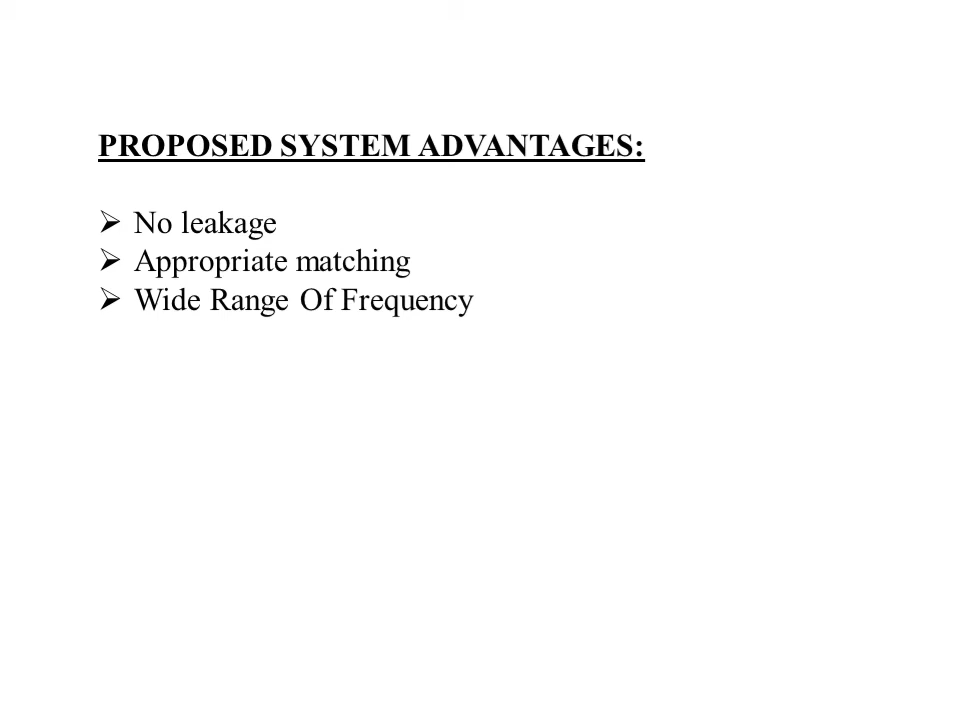 PROPOSED SYSTEM ADVANTAGES:
➢ No leakage
➢ Appropriate matching
➢ Wide Range Of Frequency